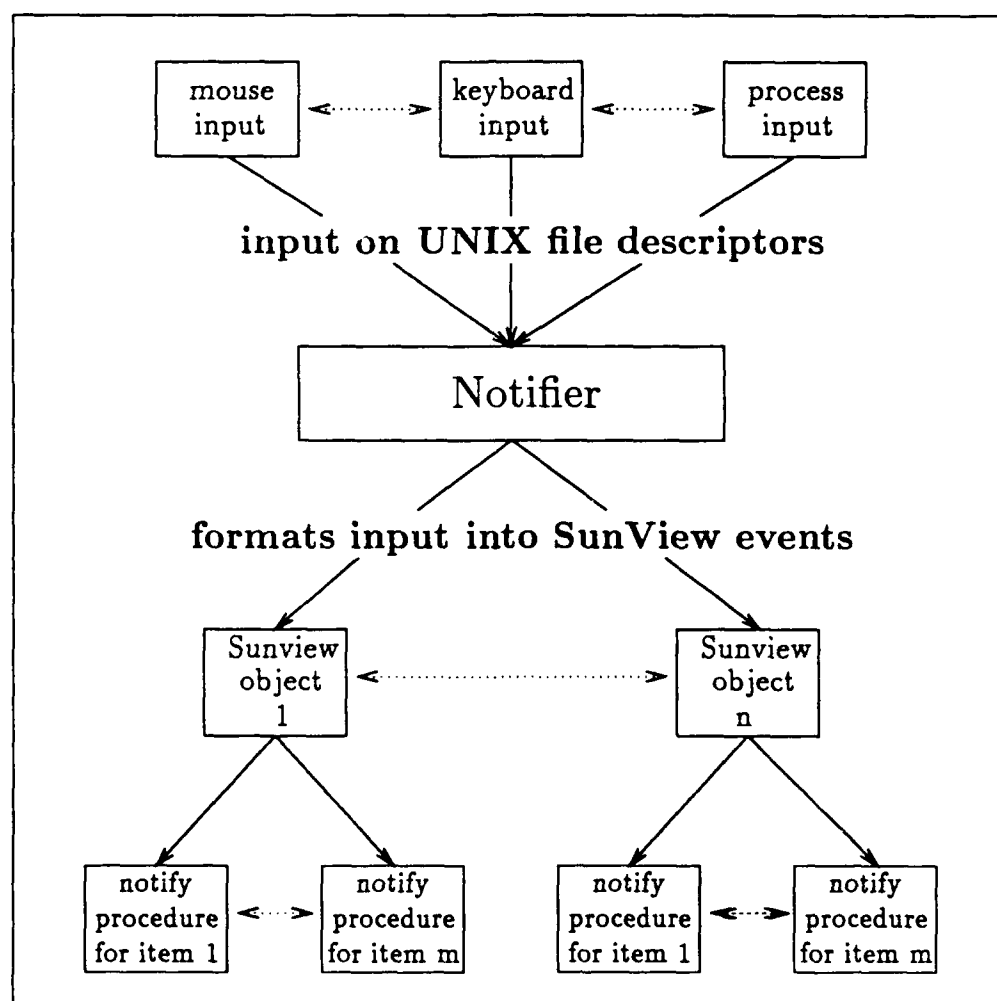 mouse
input
keyboard
input
process
input
input on UNIX file descriptors
Notifier
formats input into SunView events
Sunview
object
1
Sunview
object
n
notify
procedure
for item 1
notify
procedure
for item m
notify
procedure
for item 1
notify
procedure
for item m